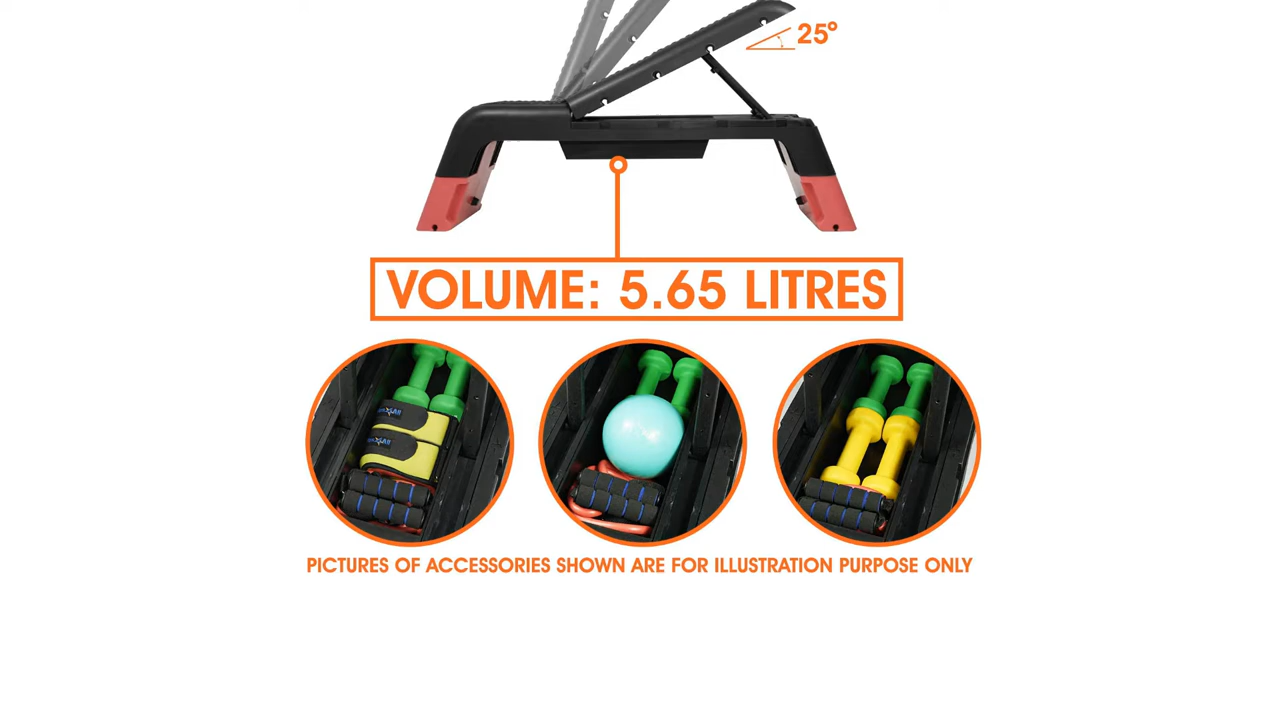 25°
VOLUME: 5.65 LITRES
PICTURES OF ACCESSORIES SHOWN ARE FOR ILLUSTRATION PURPOSE ONLY